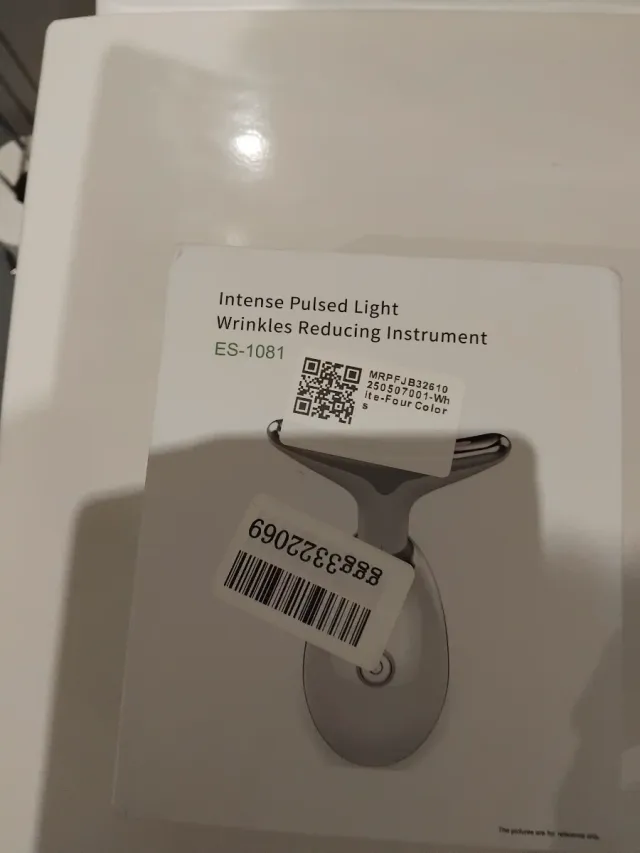 Intense Pulsed Light
Wrinkles Reducing Instrument
ES-1081
MRPFJB32610
250507001-Wh
ite-Four Color
s
ggg3322069
The pictures are for reference only.